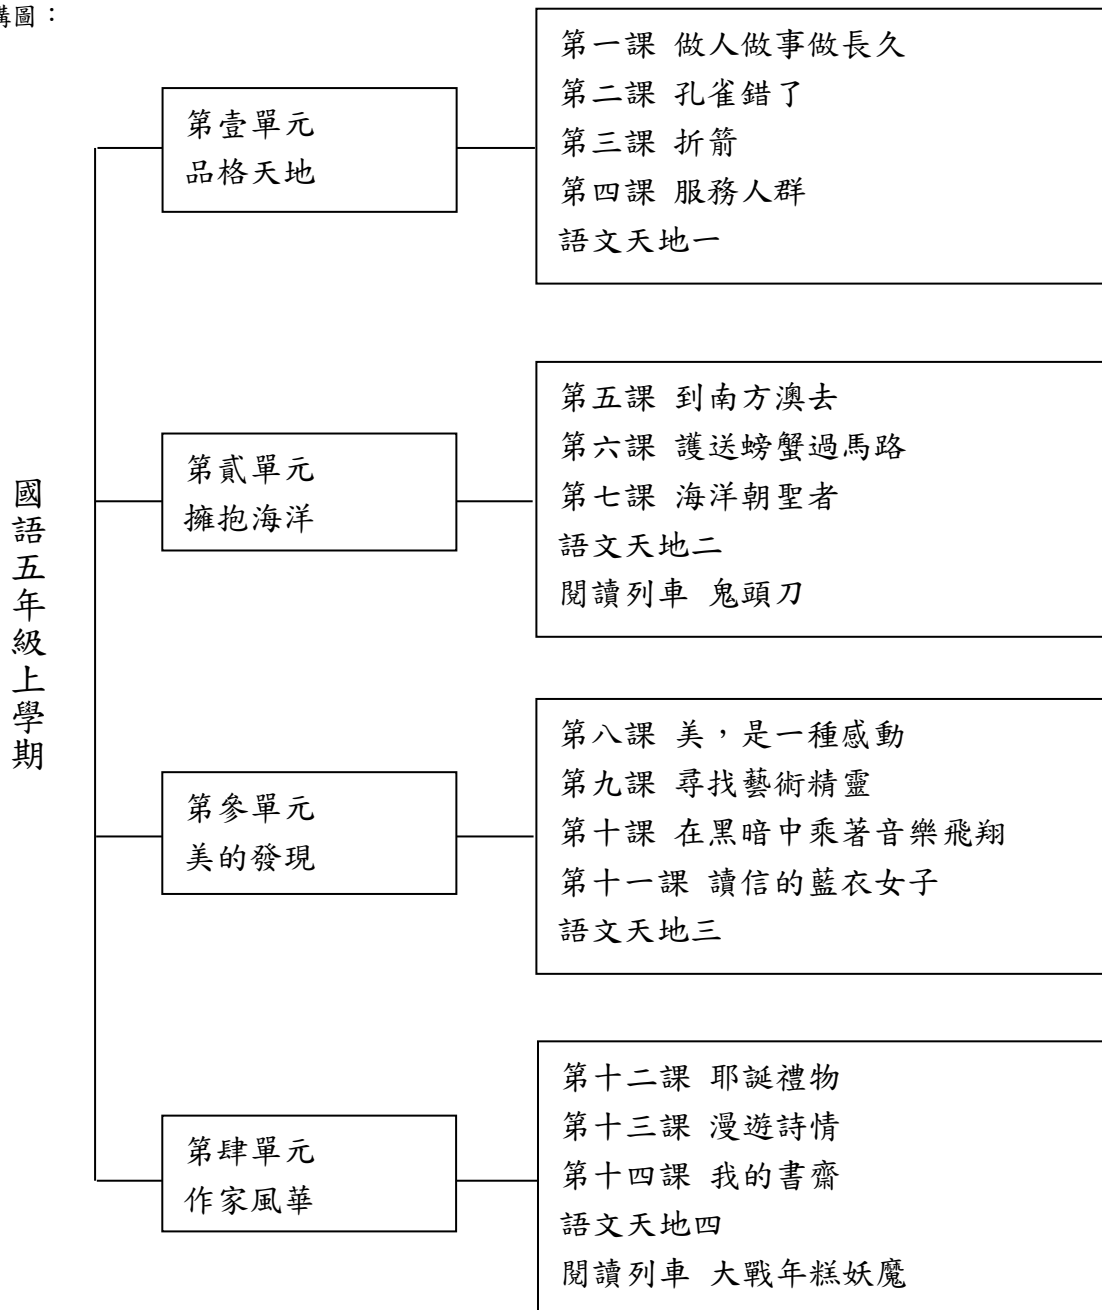 構圖：
國語五年級上學期
第壹單元
品格天地
第一課 做人做事做長久
第二課 孔雀錯了
第三課 折箭
第四課 服務人群
語文天地一
第貳單元
擁抱海洋
第五課 到南方澳去
第六課 護送螃蟹過馬路
第七課 海洋朝聖者
語文天地二
閱讀列車 鬼頭刀
第參單元
美的發現
第八課 美，是一種感動
第九課 尋找藝術精靈
第十課 在黑暗中乘著音樂飛翔
第十一課 讀信的藍衣女子
語文天地三
第肆單元
作家風華
第十二課 耶誕禮物
第十三課 漫遊詩情
第十四課 我的書齋
語文天地四
閱讀列車 大戰年糕妖魔